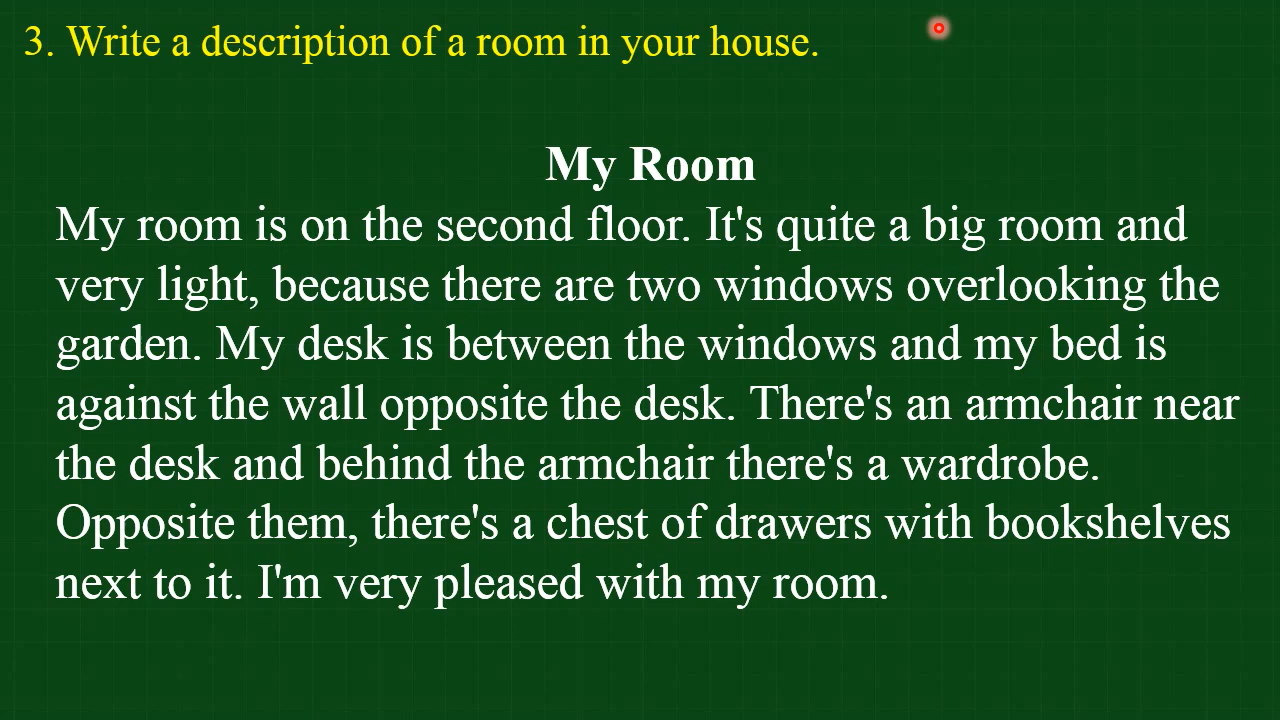 3. Write a description of a room in your house.
My Room
My room is on the second floor. It's quite a big room and
very light, because there are two windows overlooking the
garden. My desk is between the windows and my bed is
against the wall opposite the desk. There's an armchair near
the desk and behind the armchair there's a wardrobe.
Opposite them, there's a chest of drawers with bookshelves
next to it. I'm very pleased with my room.